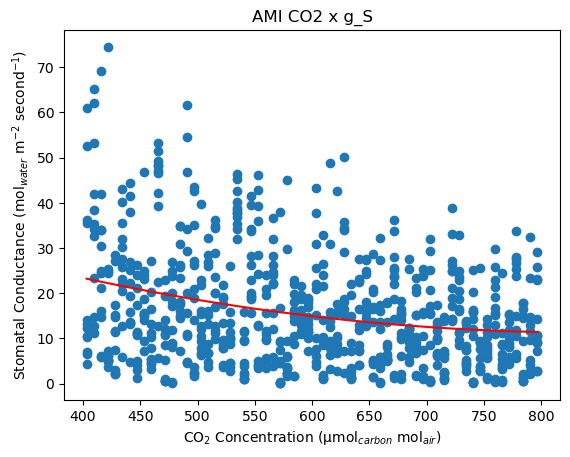 AMI CO2 x g_S
Stomatal Conductance (mol_water m⁻² second⁻¹)
70
60
50
40
30
20
10
0
400 450 500 550 600 650 700 750 800
CO₂ Concentration (μmol_carbon mol_air)